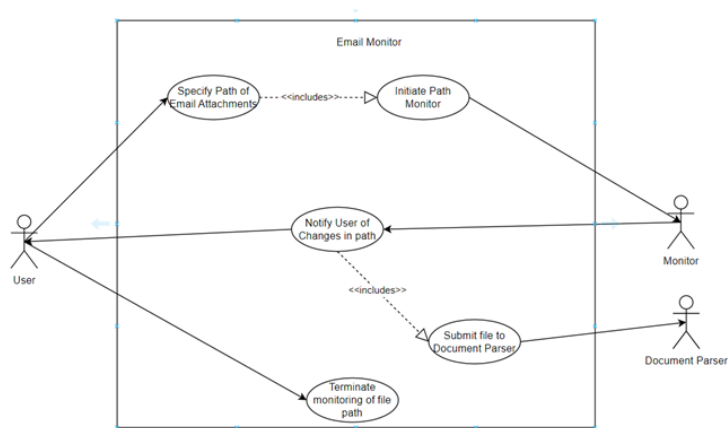 Email Monitor
Specify Path of
Email Attachments
<<includes>>
Initiate Path
Monitor
Notify User of
Changes in path
User
Monitor
<<includes>>
Submit file to
Document Parser
Document Parser
Terminate
monitoring of file
path